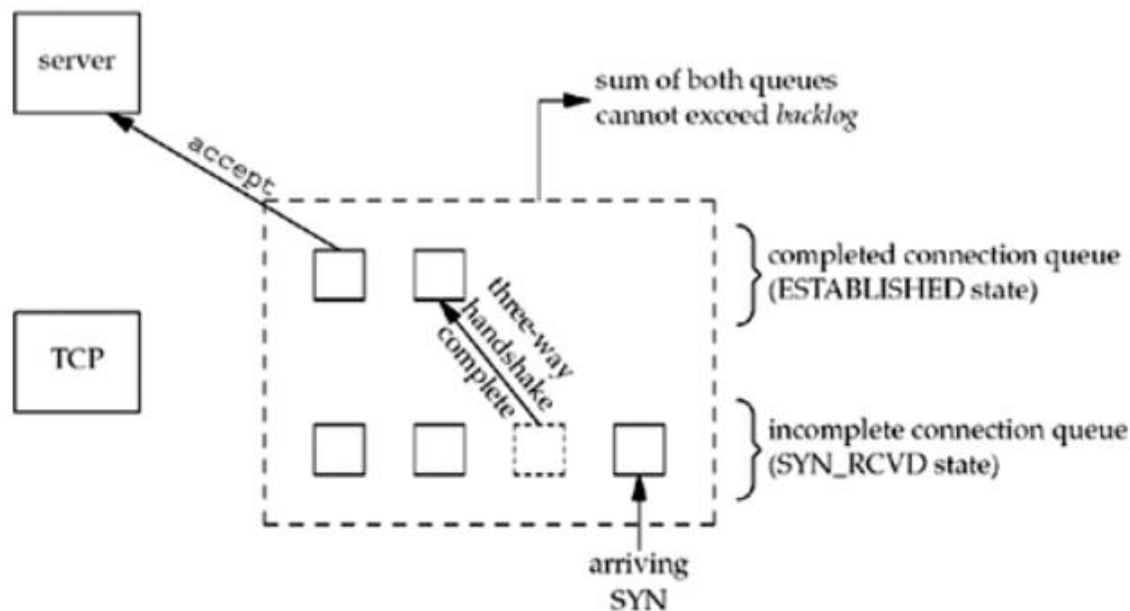 server
sum of both queues
cannot exceed backlog
accept
completed connection queue
(ESTABLISHED state)
three-way
handshake
complete
TCP
incomplete connection queue
(SYN_RCVD state)
arriving
SYN